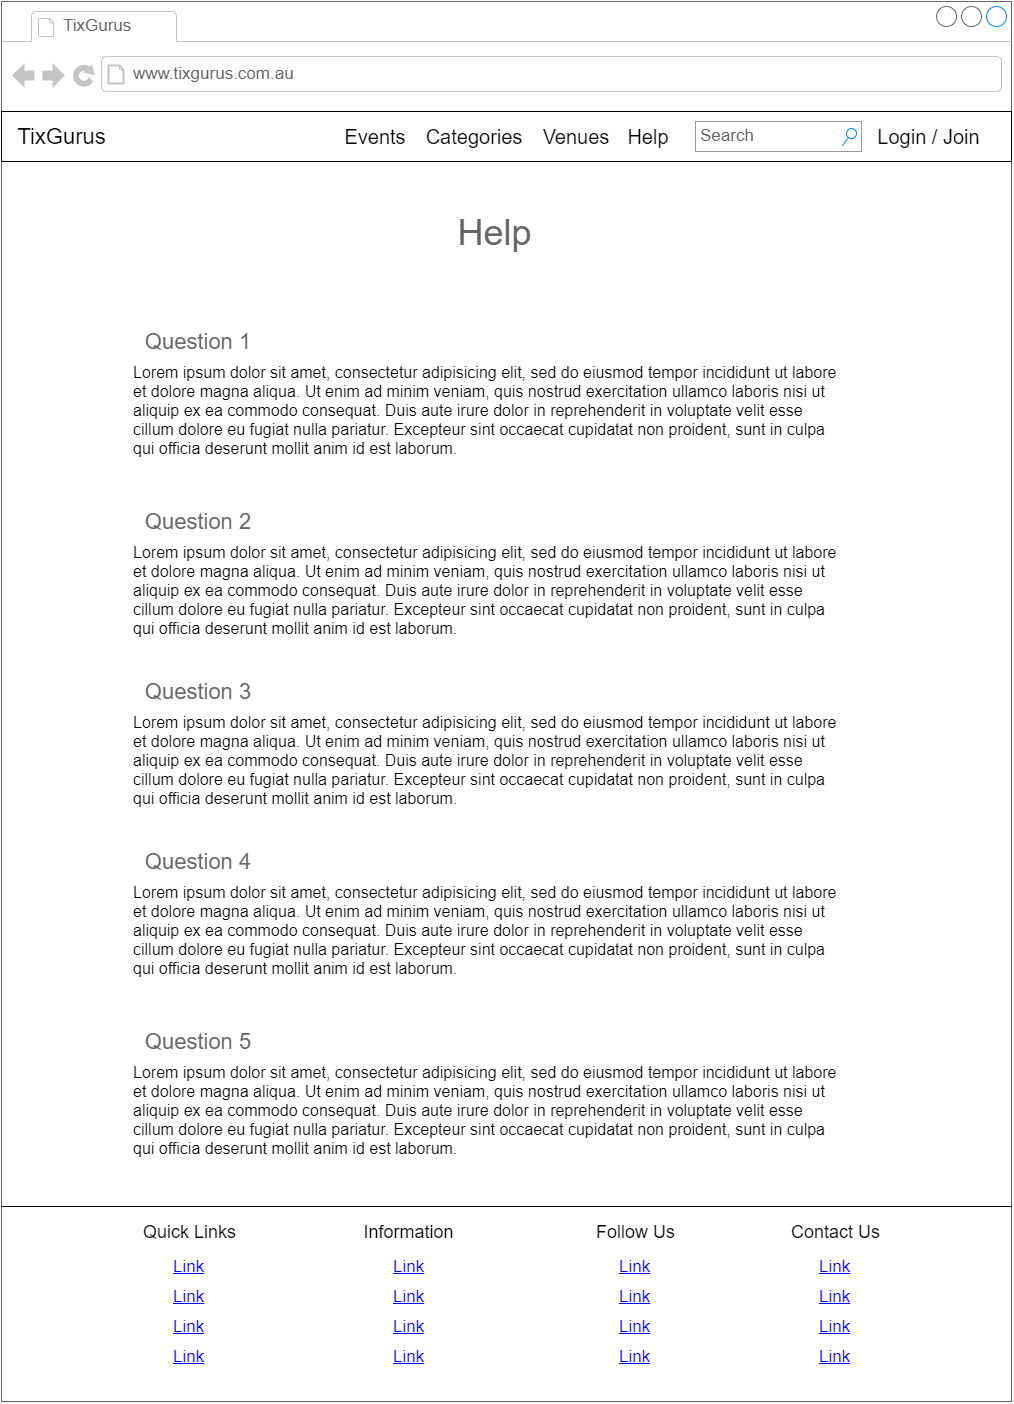 TixGurus
www.tixgurus.com.au
TixGurus Events Categories Venues Help Search Login / Join
Help
Question 1
Lorem ipsum dolor sit amet, consectetur adipisicing elit, sed do eiusmod tempor incididunt ut labore
et dolore magna aliqua. Ut enim ad minim veniam, quis nostrud exercitation ullamco laboris nisi ut
aliquip ex ea commodo consequat. Duis aute irure dolor in reprehenderit in voluptate velit esse
cillum dolore eu fugiat nulla pariatur. Excepteur sint occaecat cupidatat non proident, sunt in culpa
qui officia deserunt mollit anim id est laborum.
Question 2
Lorem ipsum dolor sit amet, consectetur adipisicing elit, sed do eiusmod tempor incididunt ut labore
et dolore magna aliqua. Ut enim ad minim veniam, quis nostrud exercitation ullamco laboris nisi ut
aliquip ex ea commodo consequat. Duis aute irure dolor in reprehenderit in voluptate velit esse
cillum dolore eu fugiat nulla pariatur. Excepteur sint occaecat cupidatat non proident, sunt in culpa
qui officia deserunt mollit anim id est laborum.
Question 3
Lorem ipsum dolor sit amet, consectetur adipisicing elit, sed do eiusmod tempor incididunt ut labore
et dolore magna aliqua. Ut enim ad minim veniam, quis nostrud exercitation ullamco laboris nisi ut
aliquip ex ea commodo consequat. Duis aute irure dolor in reprehenderit in voluptate velit esse
cillum dolore eu fugiat nulla pariatur. Excepteur sint occaecat cupidatat non proident, sunt in culpa
qui officia deserunt mollit anim id est laborum.
Question 4
Lorem ipsum dolor sit amet, consectetur adipisicing elit, sed do eiusmod tempor incididunt ut labore
et dolore magna aliqua. Ut enim ad minim veniam, quis nostrud exercitation ullamco laboris nisi ut
aliquip ex ea commodo consequat. Duis aute irure dolor in reprehenderit in voluptate velit esse
cillum dolore eu fugiat nulla pariatur. Excepteur sint occaecat cupidatat non proident, sunt in culpa
qui officia deserunt mollit anim id est laborum.
Question 5
Lorem ipsum dolor sit amet, consectetur adipisicing elit, sed do eiusmod tempor incididunt ut labore
et dolore magna aliqua. Ut enim ad minim veniam, quis nostrud exercitation ullamco laboris nisi ut
aliquip ex ea commodo consequat. Duis aute irure dolor in reprehenderit in voluptate velit esse
cillum dolore eu fugiat nulla pariatur. Excepteur sint occaecat cupidatat non proident, sunt in culpa
qui officia deserunt mollit anim id est laborum.
Quick Links Information Follow Us Contact Us
Link Link Link Link
Link Link Link Link
Link Link Link Link
Link Link Link Link